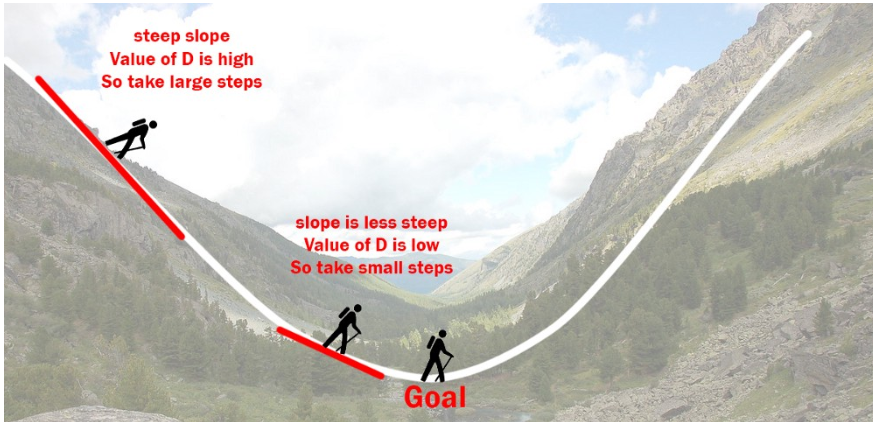 steep slope
Value of D is high
So take large steps
slope is less steep
Value of D is low
So take small steps
Goal